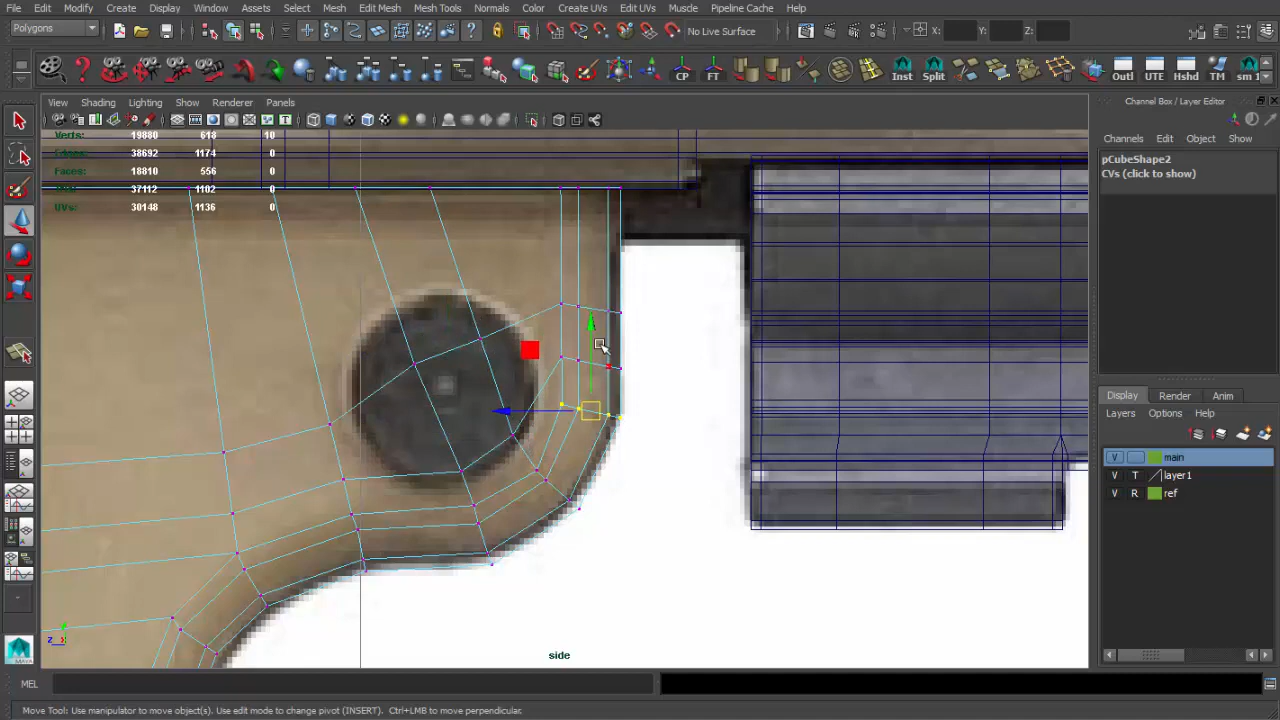 File Edit Modify Create Display Window Assets Select Mesh Edit Mesh Mesh Tools Normals Color Create UVs Edit UVs Muscle Pipeline Cache Help
Polygons No Live Surface X: Y: Z:
CP FT Inst Split Outl UTE Hshd TM sm 1
View Shading Lighting Show Renderer Panels
Channel Box / Layer Editor
Verts: 19880 618 10
Channels Edit Object Show
Edges: 38692 1174 0
pCubeShape2
Faces: 18810 556 0
CVs (click to show)
37112 1102 0
UVs: 30148 1136 0
Display Render Anim
Layers Options Help
V main
V T layer1
V R ref
z x
side
MAYA
MEL
Move Tool: Use manipulator to move object(s). Use edit mode to change pivot (INSERT). Ctrl+LMB to move perpendicular.